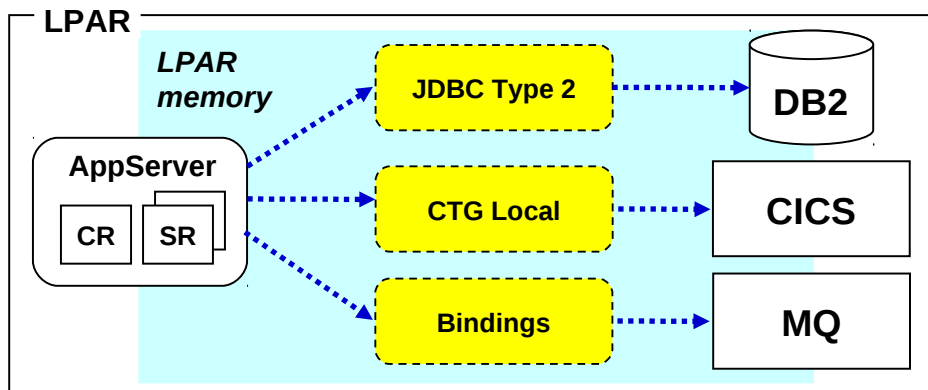 LPAR
LPAR
memory
JDBC Type 2
DB2
AppServer
CR
SR
CTG Local
CICS
Bindings
MQ